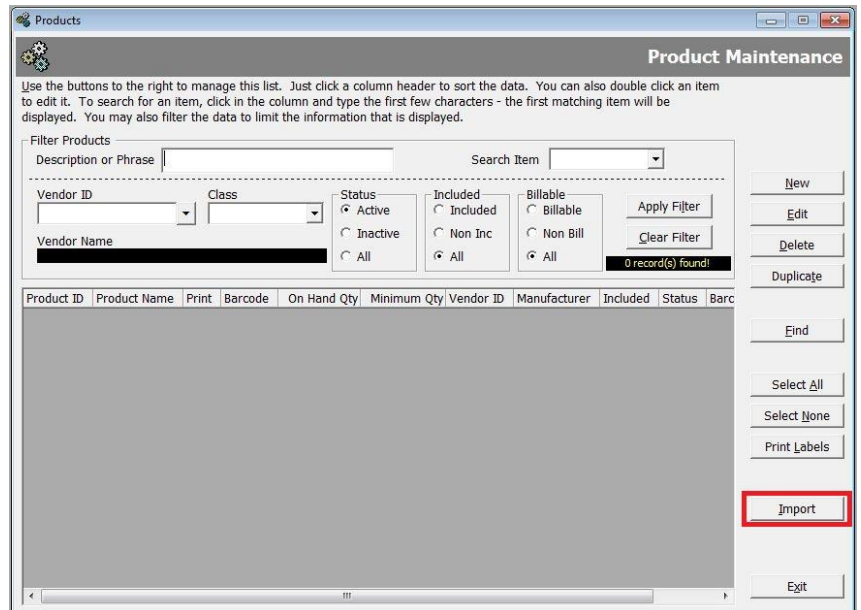 Products
Product Maintenance
Use the buttons to the right to manage this list. Just click a column header to sort the data. You can also double click an item
to edit it. To search for an item, click in the column and type the first few characters - the first matching item will be
displayed. You may also filter the data to limit the information that is displayed.
Filter Products
Description or Phrase
Search Item
Vendor ID
Class
Status
Active
Inactive
All
Included
Included
Non Inc
All
Billable
Billable
Non Bill
All
Apply Filter
Clear Filter
Vendor Name
0 record(s) found!
Product ID Product Name Print Barcode On Hand Qty Minimum Qty Vendor ID Manufacturer Included Status Barc
New
Edit
Delete
Duplicate
Find
Select All
Select None
Print Labels
Import
Exit